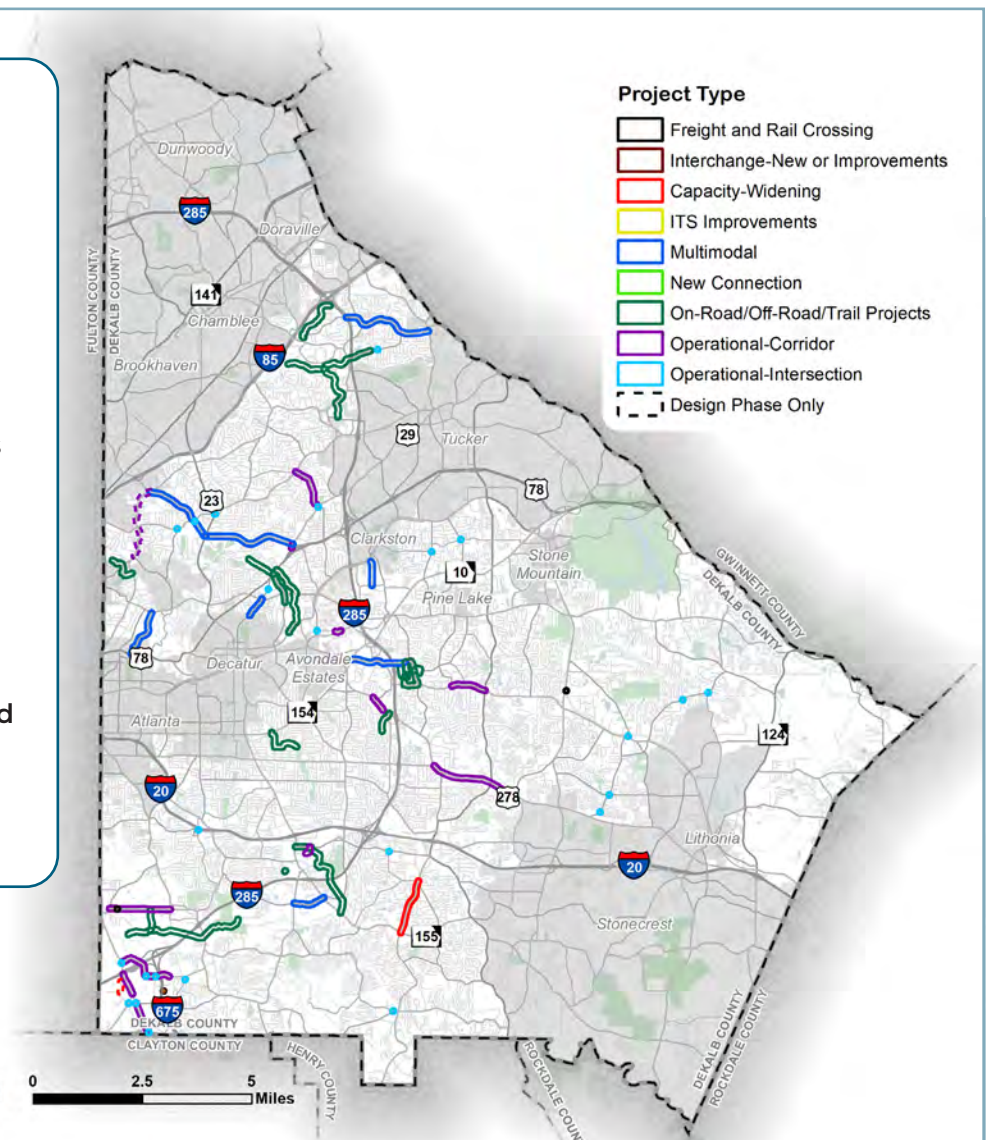 d
Project Type
Freight and Rail Crossing
Interchange-New or Improvements
Capacity-Widening
ITS Improvements
Multimodal
New Connection
On-Road/Off-Road/Trail Projects
Operational-Corridor
Operational-Intersection
Design Phase Only
Dunwoody
285
Doraville
FULTON COUNTY
DEKALB COUNTY
141
Chamblee
85
Brookhaven
29
Tucker
78
23
Clarkston
Stone
Mountain
10
Pine Lake
GWINNETT COUNTY
DEKALB COUNTY
285
78
Decatur
Avondale
Estates
154
Atlanta
124
20
278
Lithonia
20
285
Stonecrest
155
675
DEKALB COUNTY
CLAYTON COUNTY
HENRY COUNTY
ROCKDALE COUN
DEKALB COUNTY
ROCKDALE COUNTY
0 2.5 5
Miles